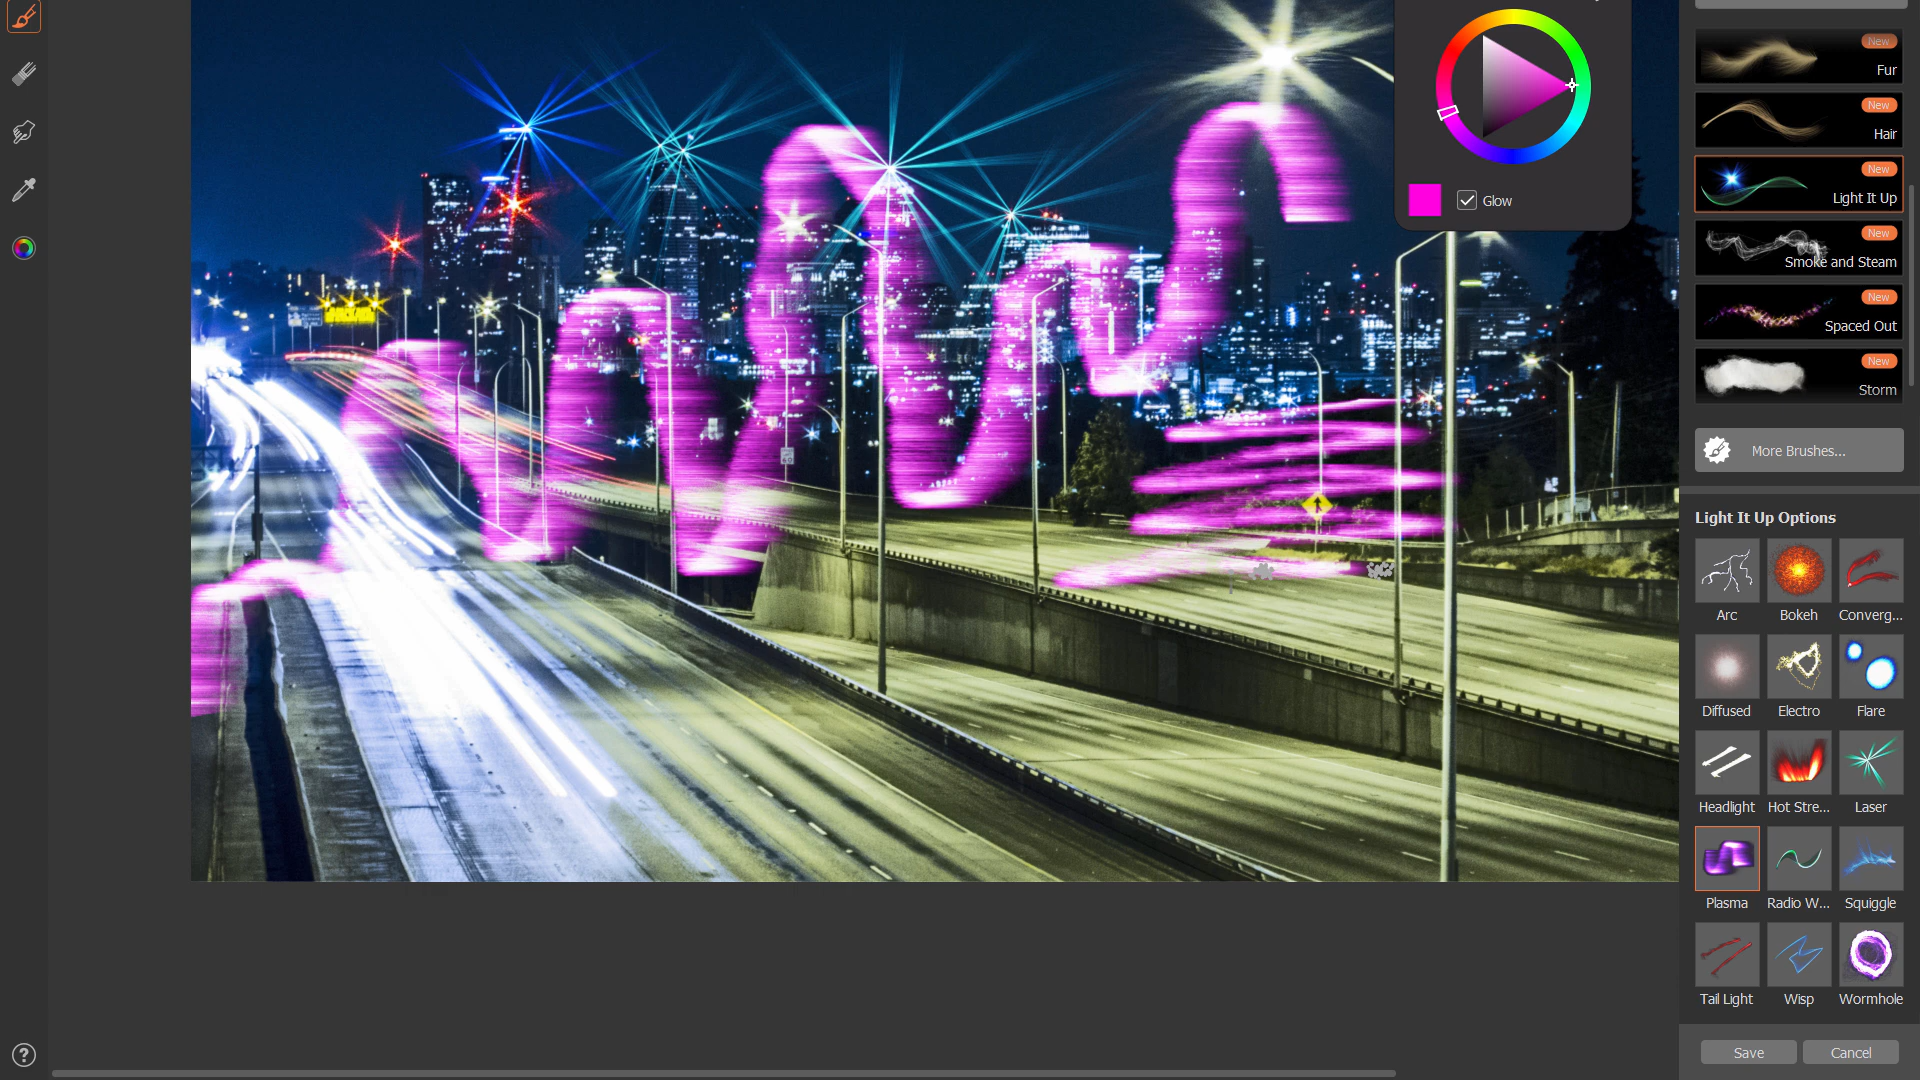 New
Fur
New
Hair
New
Light It Up
New
Smoke and Steam
New
Spaced Out
New
Storm
Glow
More Brushes...
Light It Up Options
Arc
Bokeh
Converg...
Diffused
Electro
Flare
Headlight
Hot Stre...
Laser
Plasma
Radio W...
Squiggle
Tail Light
Wisp
Wormhole
Save
Cancel
?
60